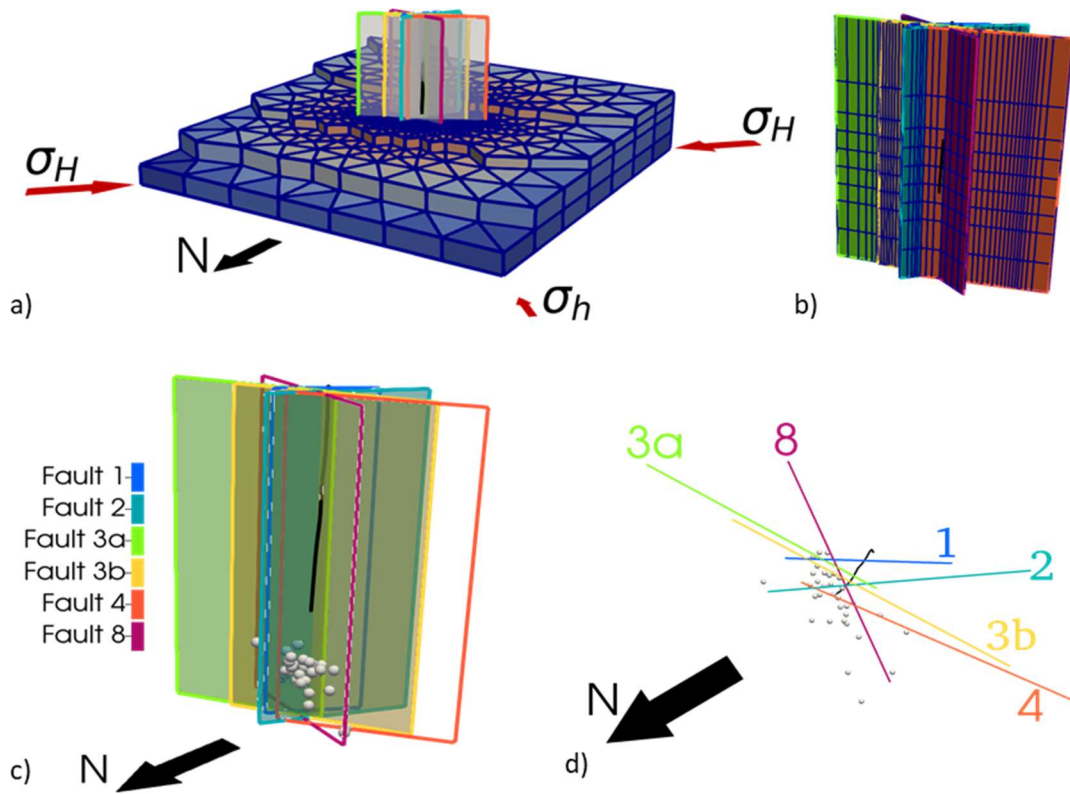 σH
σH
N
σh
a)
b)
Fault 1
Fault 2
Fault 3a
Fault 3b
Fault 4
Fault 8
N
c)
3a
8
1
2
3b
4
N
d)